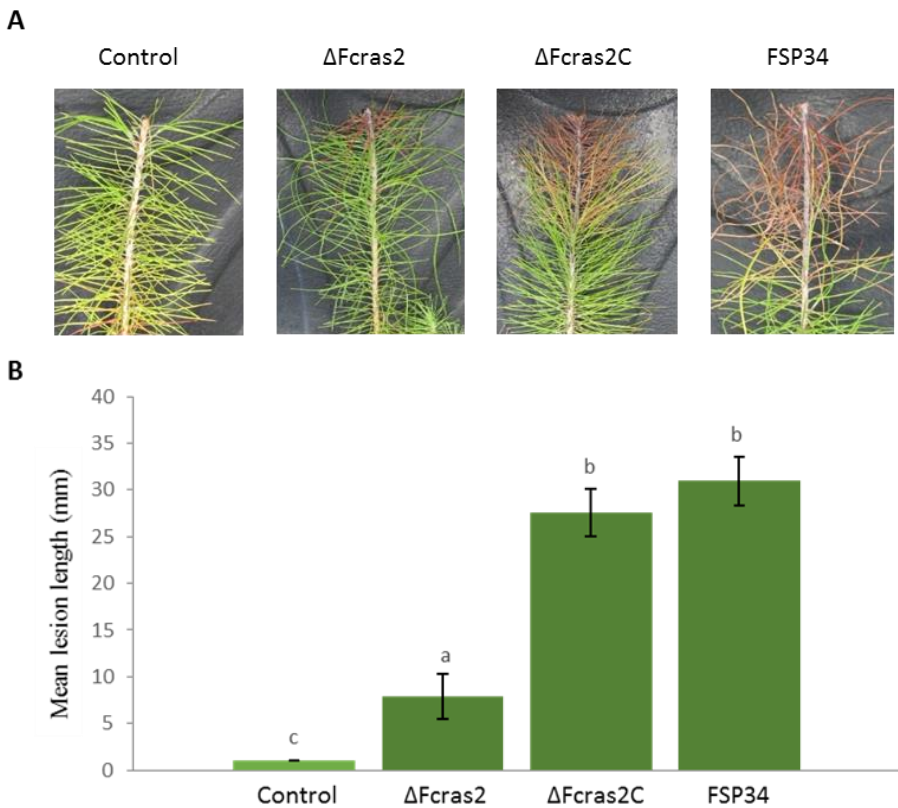 A
Control ΔFcras2 ΔFcras2C FSP34
B
40
35
30
25
20
15
10
5
0
Mean lesion length (mm)
c
a
b
b
Control ΔFcras2 ΔFcras2C FSP34